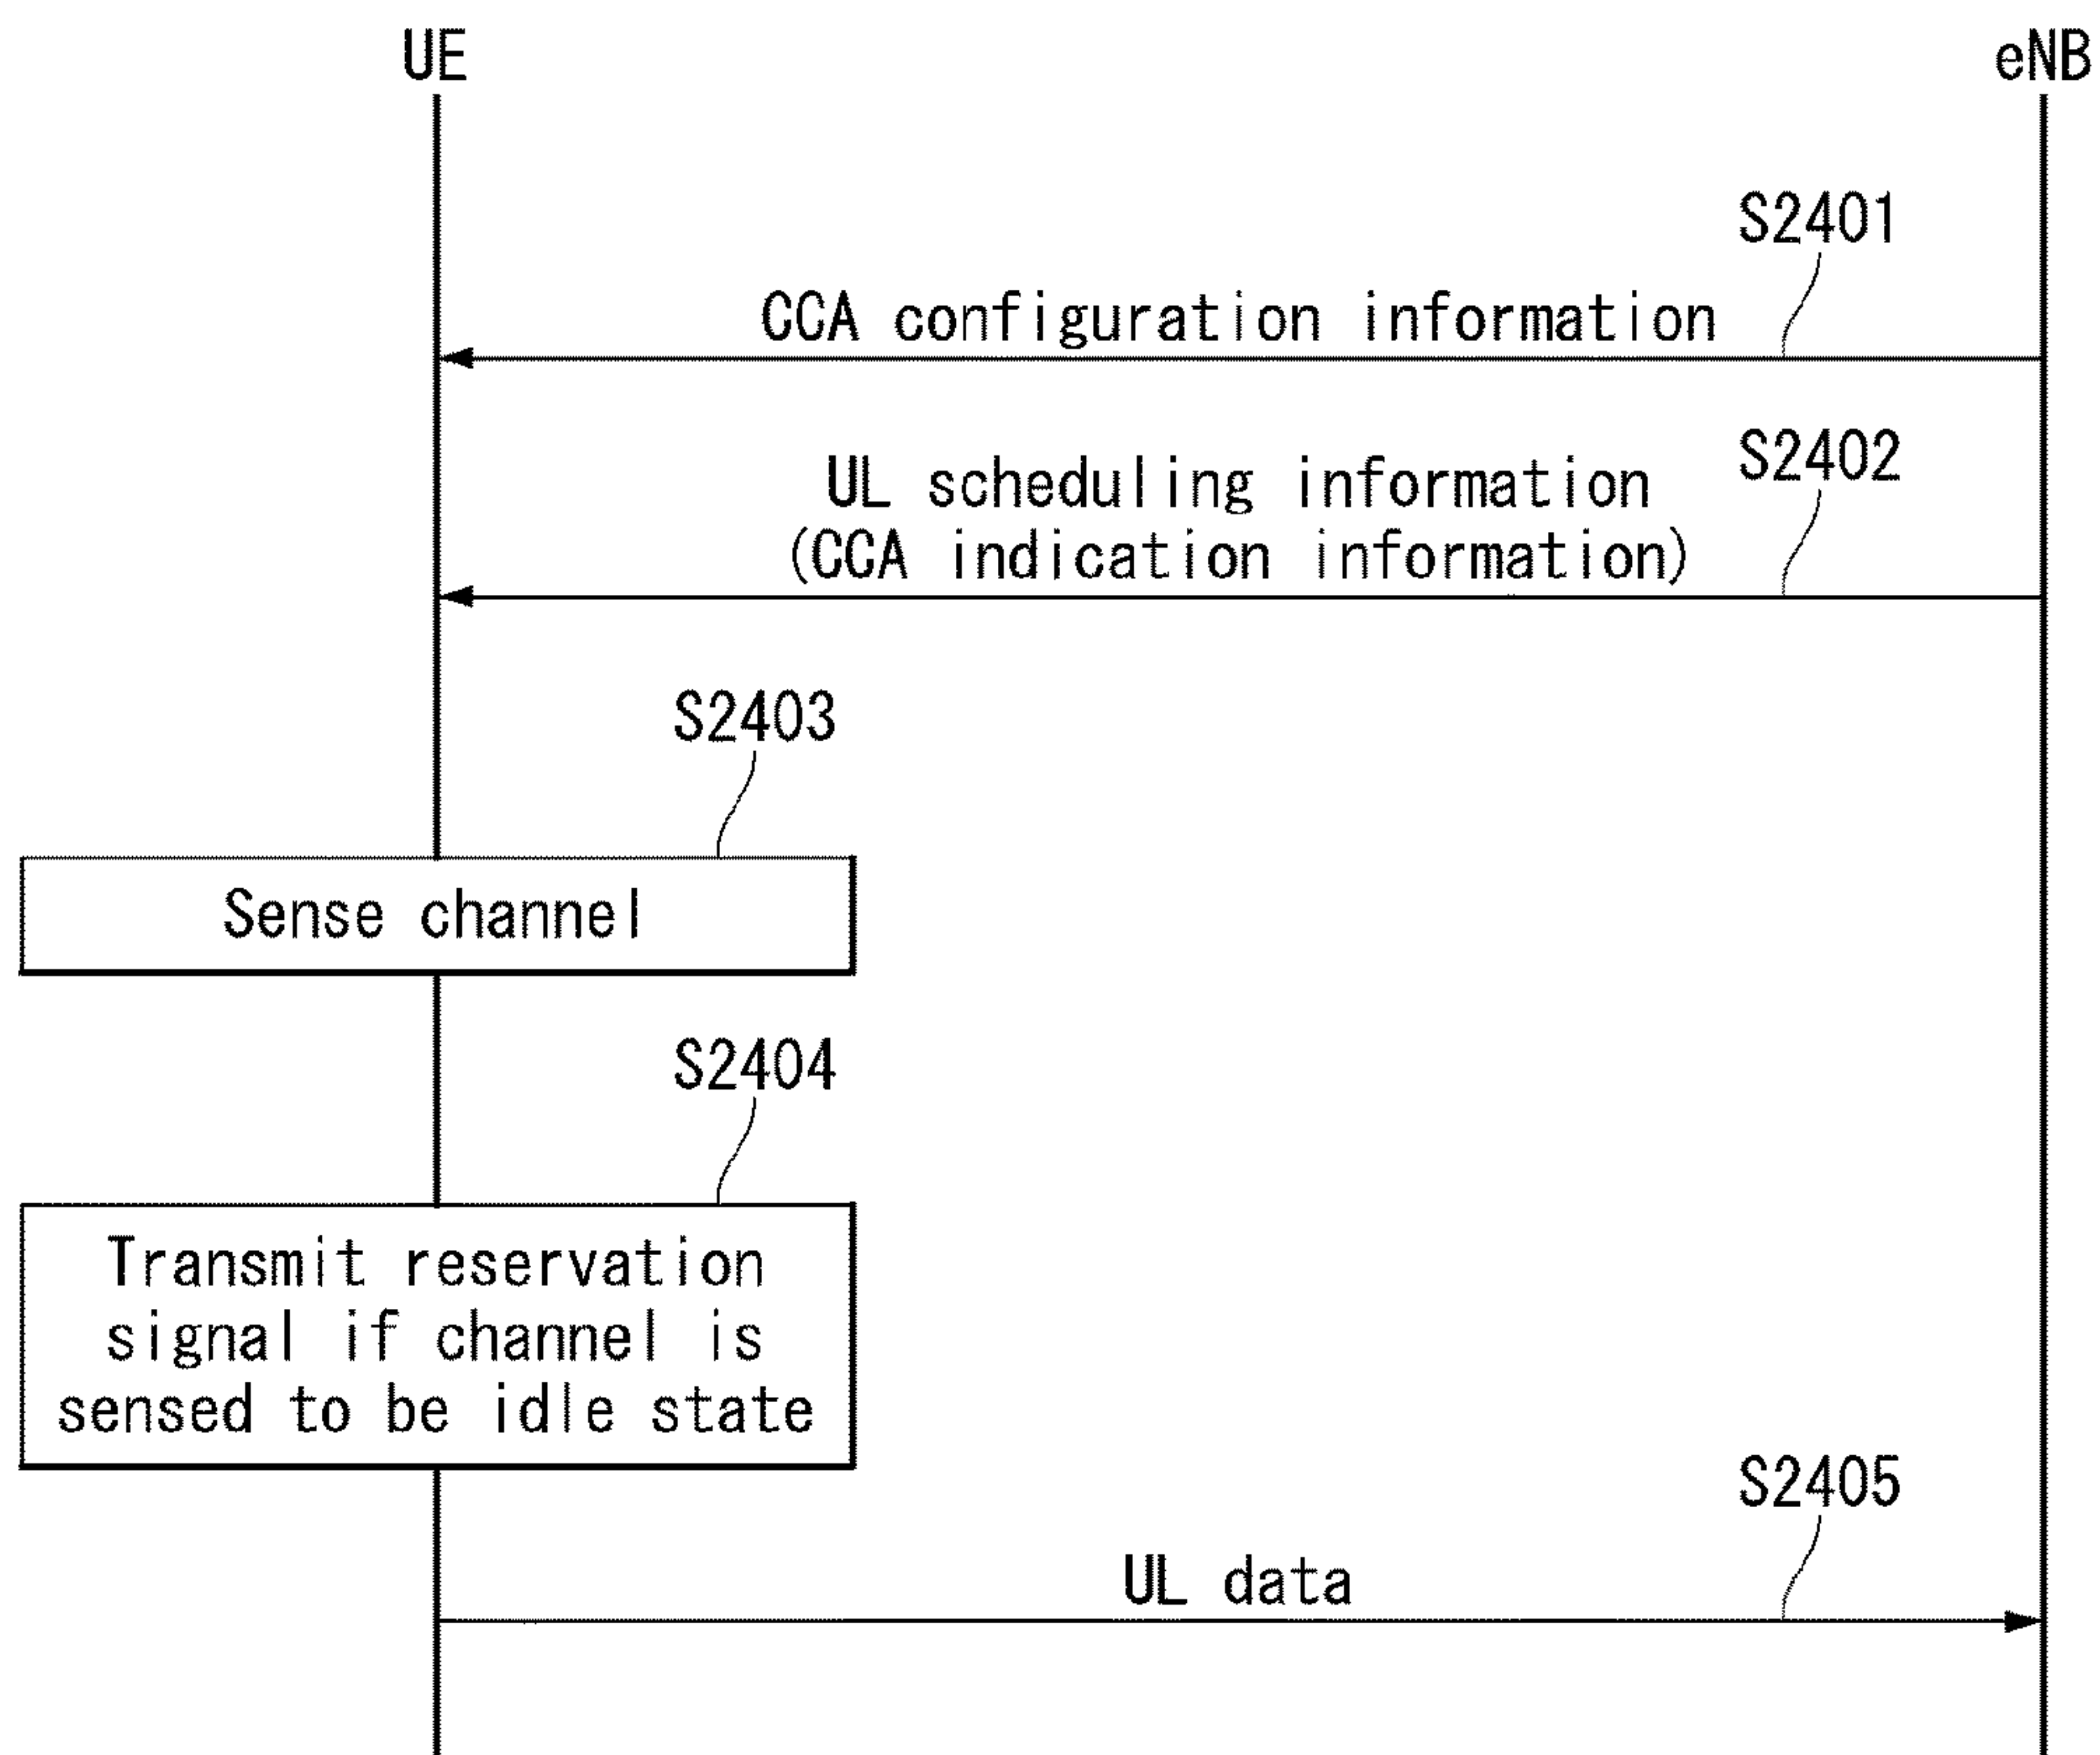 UE
eNB
S2401
CCA configuration information
S2402
UL scheduling information
(CCA indication information)
S2403
Sense channel
S2404
Transmit reservation
signal if channel is
sensed to be idle state
S2405
UL data